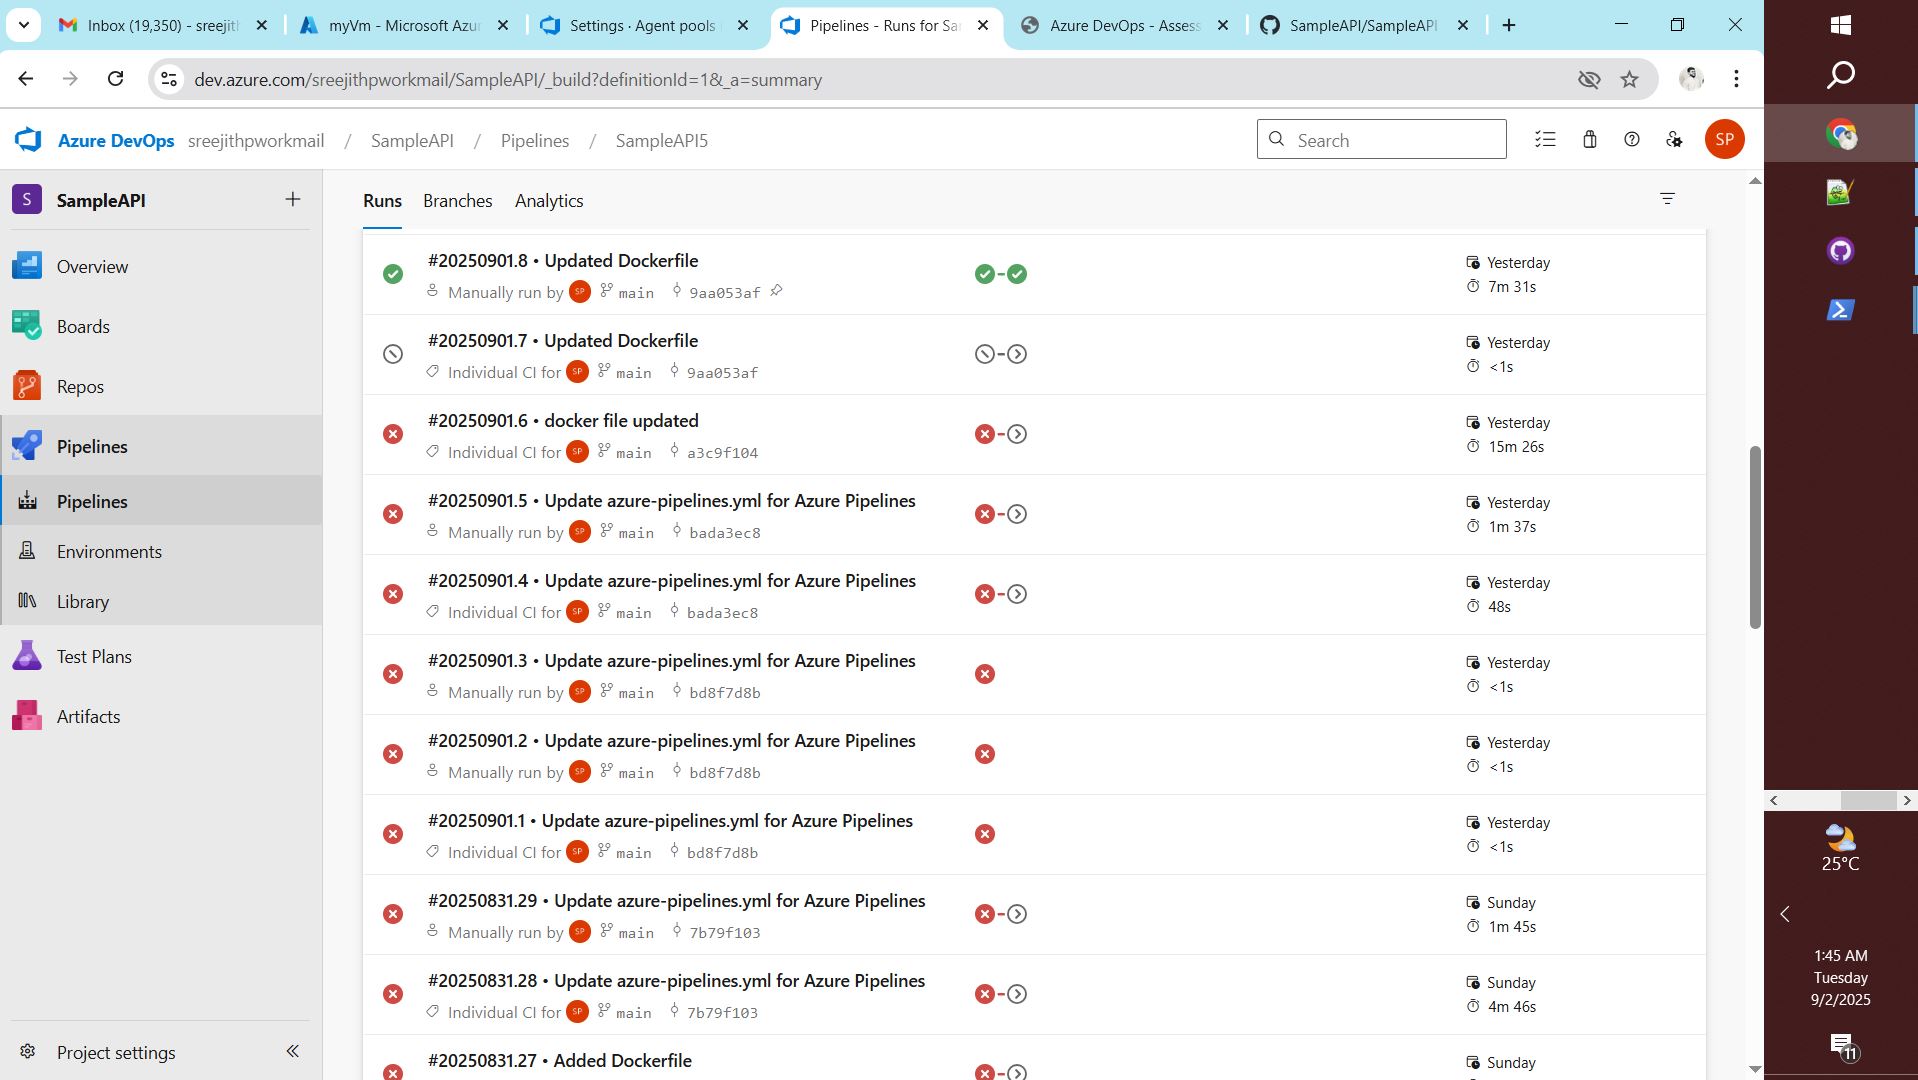 Inbox (19,350) - sreejith
myVm - Microsoft Azur
Settings · Agent pools
Pipelines - Runs for Sa
Azure DevOps - Assess
SampleAPI/SampleAPI
dev.azure.com/sreejithpworkmail/SampleAPI/_build?definitionId=1&_a=summary
Azure DevOps sreejithpworkmail / SampleAPI / Pipelines / SampleAPI5
Search
SP
S SampleAPI
Overview
Boards
Repos
Pipelines
Pipelines
Environments
Library
Test Plans
Artifacts
Project settings
Runs Branches Analytics
#20250901.8 • Updated Dockerfile
Manually run by SP main 9aa053af
Yesterday
7m 31s
#20250901.7 • Updated Dockerfile
Individual CI for SP main 9aa053af
Yesterday
<1s
#20250901.6 • docker file updated
Individual CI for SP main a3c9f104
Yesterday
15m 26s
#20250901.5 • Update azure-pipelines.yml for Azure Pipelines
Manually run by SP main bada3ec8
Yesterday
1m 37s
#20250901.4 • Update azure-pipelines.yml for Azure Pipelines
Individual CI for SP main bada3ec8
Yesterday
48s
#20250901.3 • Update azure-pipelines.yml for Azure Pipelines
Manually run by SP main bd8f7d8b
Yesterday
<1s
#20250901.2 • Update azure-pipelines.yml for Azure Pipelines
Manually run by SP main bd8f7d8b
Yesterday
<1s
#20250901.1 • Update azure-pipelines.yml for Azure Pipelines
Individual CI for SP main bd8f7d8b
Yesterday
<1s
#20250831.29 • Update azure-pipelines.yml for Azure Pipelines
Manually run by SP main 7b79f103
Sunday
1m 45s
#20250831.28 • Update azure-pipelines.yml for Azure Pipelines
Individual CI for SP main 7b79f103
Sunday
4m 46s
#20250831.27 • Added Dockerfile
Sunday
25°C
1:45 AM
Tuesday
9/2/2025
11